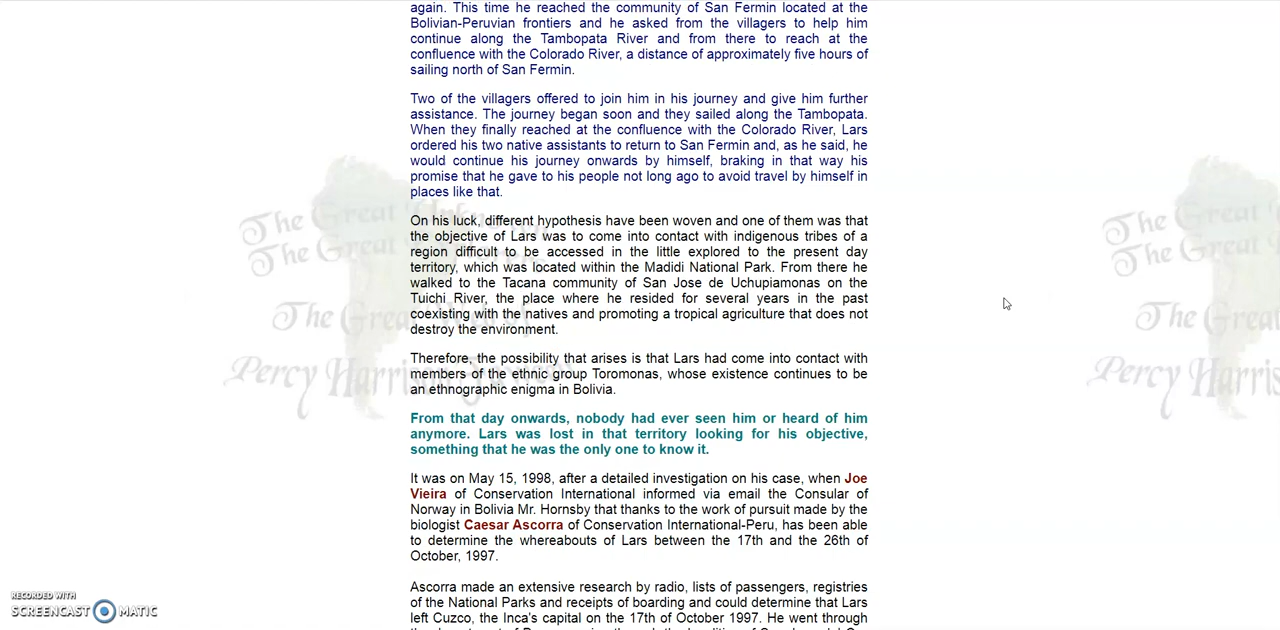 again. This time he reached the community of San Fermin located at the
Bolivian-Peruvian frontiers and he asked from the villagers to help him
continue along the Tambopata River and from there to reach at the
confluence with the Colorado River, a distance of approximately five hours of
sailing north of San Fermin.
Two of the villagers offered to join him in his journey and give him further
assistance. The journey began soon and they sailed along the Tambopata.
When they finally reached at the confluence with the Colorado River, Lars
ordered his two native assistants to return to San Fermin and, as he said, he
would continue his journey onwards by himself, braking in that way his
promise that he gave to his people not long ago to avoid travel by himself in
places like that.
On his luck, different hypothesis have been woven and one of them was that
the objective of Lars was to come into contact with indigenous tribes of a
region difficult to be accessed in the little explored to the present day
territory, which was located within the Madidi National Park. From there he
walked to the Tacana community of San Jose de Uchupiamonas on the
Tuichi River, the place where he resided for several years in the past
coexisting with the natives and promoting a tropical agriculture that does not
destroy the environment.
Therefore, the possibility that arises is that Lars had come into contact with
members of the ethnic group Toromonas, whose existence continues to be
an ethnographic enigma in Bolivia.
From that day onwards, nobody had ever seen him or heard of him
anymore. Lars was lost in that territory looking for his objective,
something that he was the only one to know it.
It was on May 15, 1998, after a detailed investigation on his case, when Joe
Vieira of Conservation International informed via email the Consular of
Norway in Bolivia Mr. Hornsby that thanks to the work of pursuit made by the
biologist Caesar Ascorra of Conservation International-Peru, has been able
to determine the whereabouts of Lars between the 17th and the 26th of
October, 1997.
Ascorra made an extensive research by radio, lists of passengers, registries
of the National Parks and receipts of boarding and could determine that Lars
left Cuzco, the Inca's capital on the 17th of October 1997. He went through
The Great
The Great
The Great
Percy Harrison
The Great
The Great
The Great
Percy Harris
RECORDED WITH
SCREENCAST MATIC